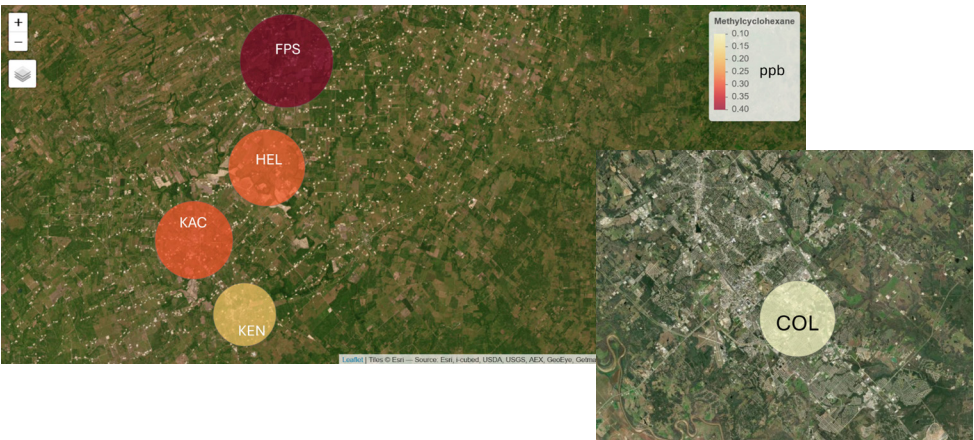 +
−
FPS
HEL
KAC
KEN
Methylcyclohexane
0.10
0.15
0.20
0.25
0.30
0.35
0.40
ppb
COL
Leaflet | Tiles © Esri — Source: Esri, i-cubed, USDA, USGS, AEX, GeoEye, Getma